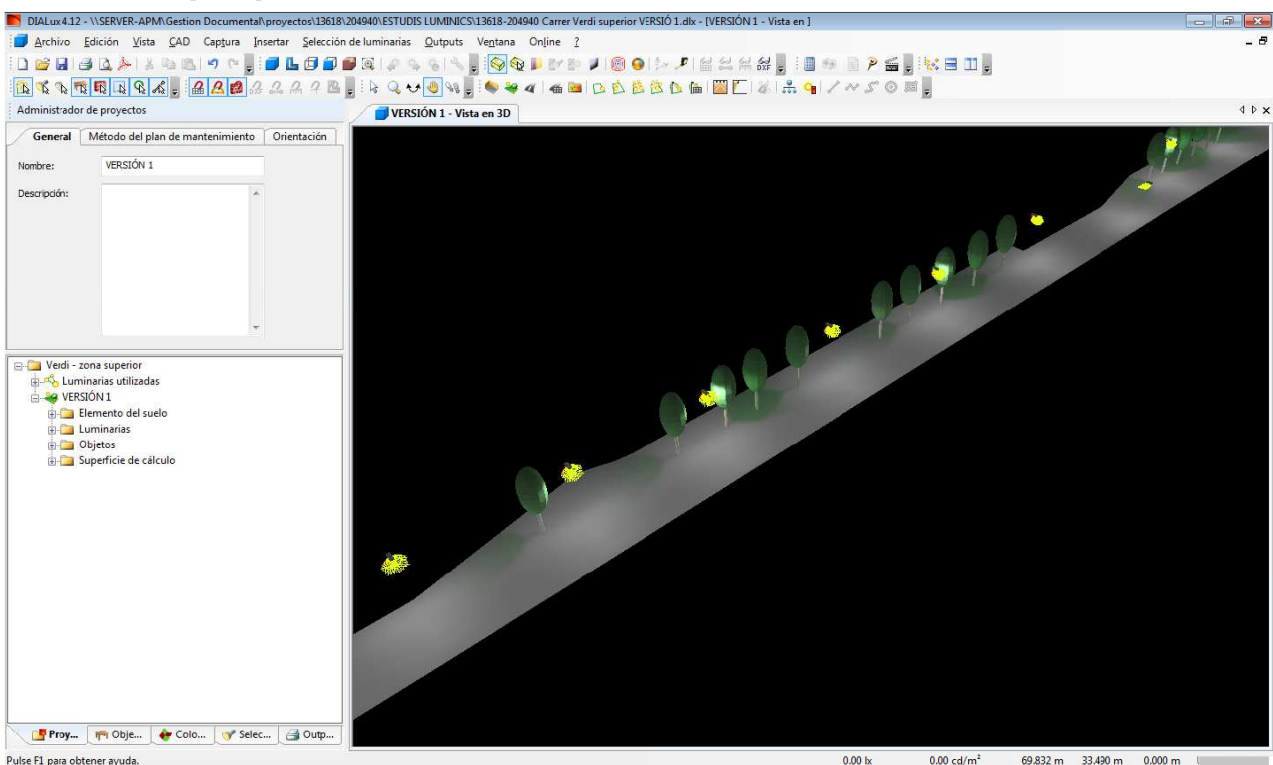 DIALux 4.12 - \\SERVER-APM\Gestion Documental\proyectos\13618\204940\ESTUDIS LUMINICS\13618-204940 Carrer Verdi superior VERSIÓ 1.dlx - [VERSIÓN 1 - Vista en ]
Archivo Edición Vista CAD Captura Insertar Selección de luminarias Outputs Ventana Online ?
DXF
Administrador de proyectos
VERSIÓN 1 - Vista en 3D
General Método del plan de mantenimiento Orientación
Nombre: VERSIÓN 1
Descripción:
Verdi - zona superior
Luminarias utilizadas
VERSIÓN 1
Elemento del suelo
Luminarias
Objetos
Superficie de cálculo
Proy... Obje... Colo... Selec... Outp...
Pulse F1 para obtener ayuda. 0.00 lx 0.00 cd/m² 69.832 m 33.490 m 0.000 m